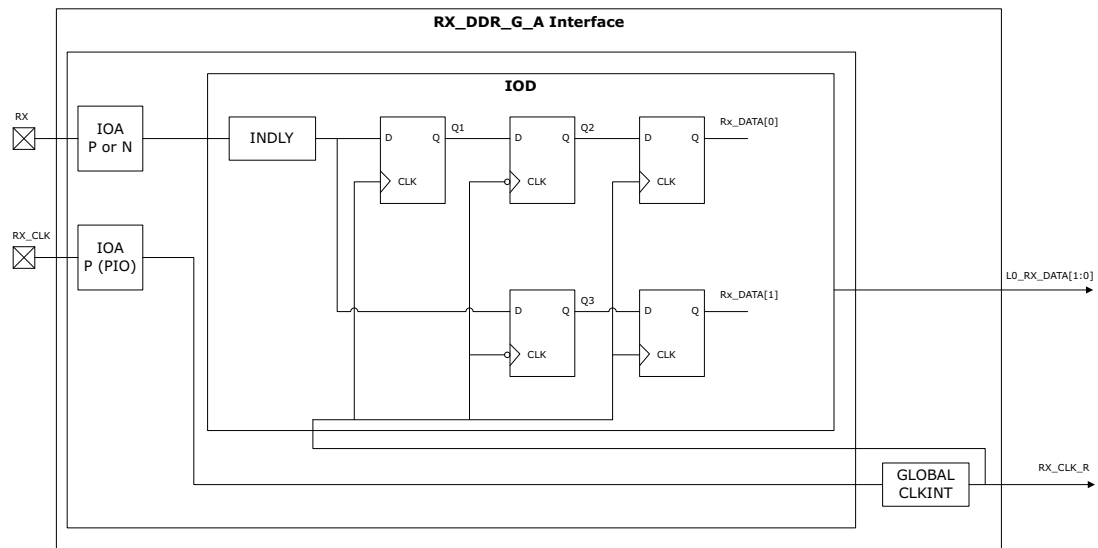 RX_DDR_G_A Interface
IOD
RX
IOA
P or N
INDLY
D
Q
CLK
Q1
D
Q
CLK
Q2
D
Q
CLK
Rx_DATA[0]
RX_CLK
IOA
P (PIO)
D
Q
CLK
Q3
D
Q
CLK
Rx_DATA[1]
L0_RX_DATA[1:0]
GLOBAL
CLKINT
RX_CLK_R